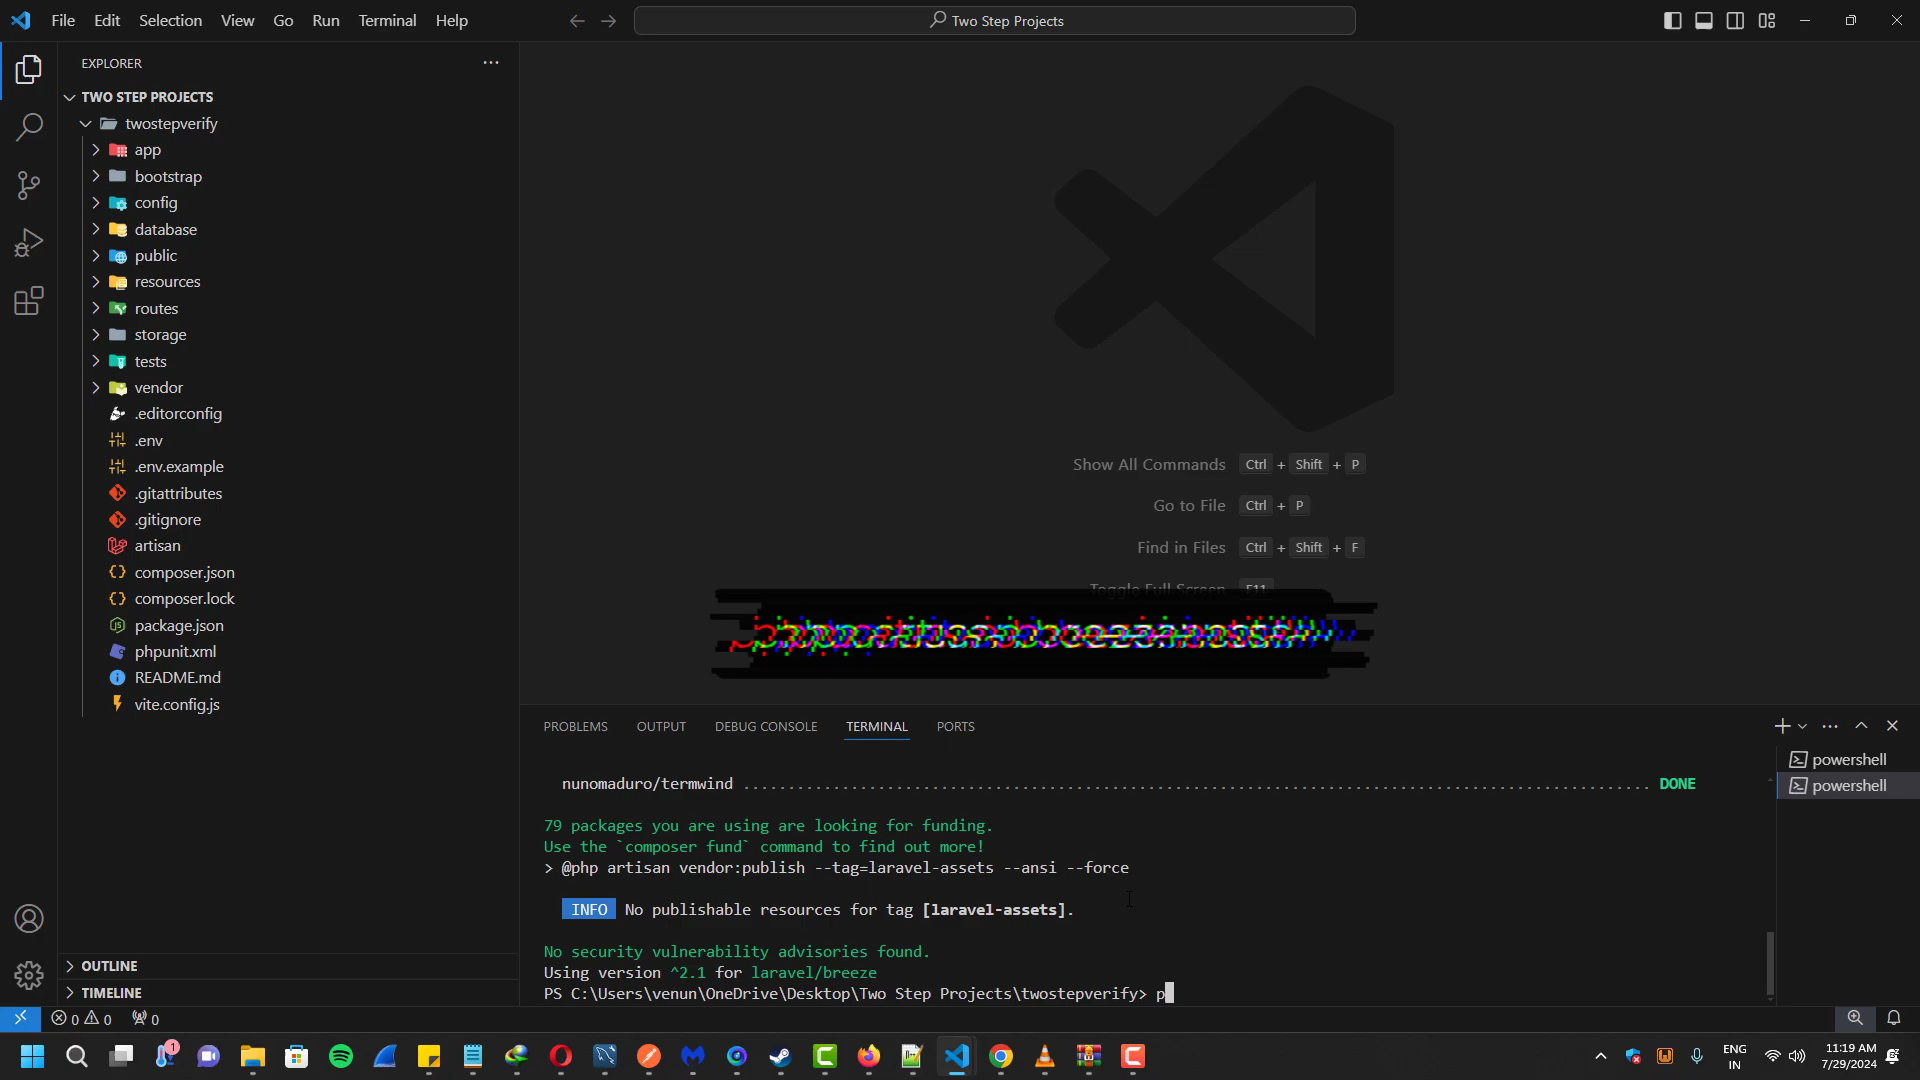 File Edit Selection View Go Run Terminal Help
Two Step Projects
EXPLORER
TWO STEP PROJECTS
twostepverify
app
bootstrap
config
database
public
resources
routes
storage
tests
vendor
.editorconfig
.env
.env.example
.gitattributes
.gitignore
artisan
composer.json
composer.lock
package.json
phpunit.xml
README.md
vite.config.js
OUTLINE
TIMELINE
Show All Commands Ctrl + Shift + P
Go to File Ctrl + P
Find in Files Ctrl + Shift + F
Toggle Full Screen F11
PROBLEMS OUTPUT DEBUG CONSOLE TERMINAL PORTS
powershell
powershell
nunomaduro/termwind ..................................................................................................... DONE
79 packages you are using are looking for funding.
Use the `composer fund` command to find out more!
> @php artisan vendor:publish --tag=laravel-assets --ansi --force
INFO No publishable resources for tag [laravel-assets].
No security vulnerability advisories found.
Using version ^2.1 for laravel/breeze
PS C:\Users\venun\OneDrive\Desktop\Two Step Projects\twostepverify> p
0 0 0
1
ENG
IN
11:19 AM
7/29/2024